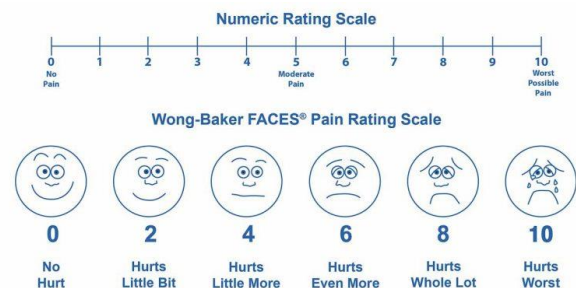 Numeric Rating Scale
0 1 2 3 4 5 6 7 8 9 10
No Pain
Moderate Pain
Worst Possible Pain
Wong-Baker FACES® Pain Rating Scale
0 2 4 6 8 10
No Hurt
Hurts Little Bit
Hurts Little More
Hurts Even More
Hurts Whole Lot
Hurts Worst